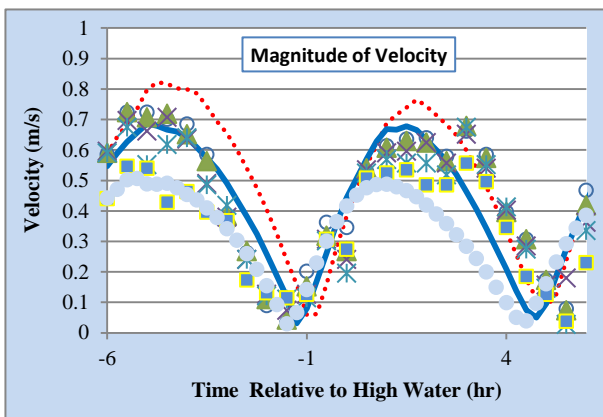 Magnitude of Velocity
1
0.9
0.8
0.7
0.6
0.5
0.4
0.3
0.2
0.1
0
Velocity (m/s)
-6 -1 4
Time Relative to High Water (hr)